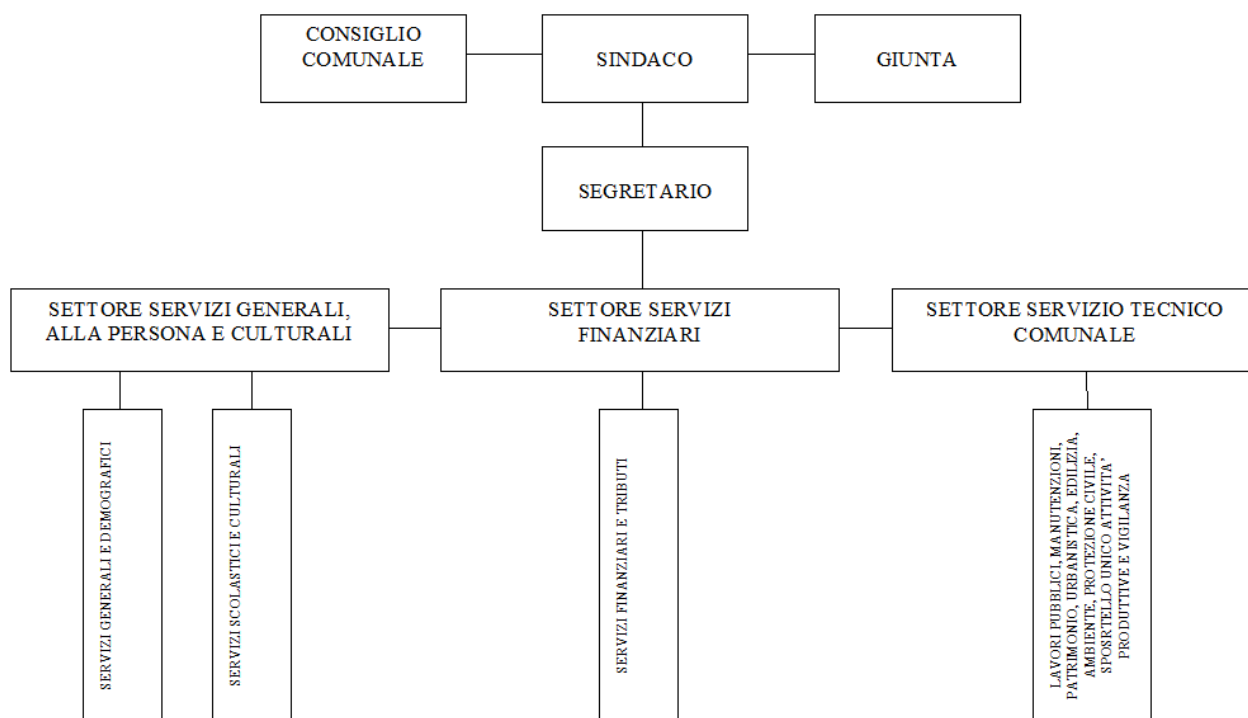 CONSIGLIO
COMUNALE
SINDACO
GIUNTA
SEGRETARIO
SETTORE SERVIZI GENERALI,
ALLA PERSONA E CULTURALI
SETTORE SERVIZI
FINANZIARI
SETTORE SERVIZIO TECNICO
COMUNALE
SERVIZI GENERALI E DEMOGRAFICI
SERVIZI SCOLASTICI E CULTURALI
SERVIZI FINANZIARI E TRIBUTI
LAVORI PUBBLICI, MANUTENZIONI,
PATRIMONIO, URBANISTICA, EDILIZIA,
AMBIENTE, PROTEZIONE CIVILE,
SPOSRTELLO UNICO ATTIVITA'
PRODUTTIVE E VIGILANZA